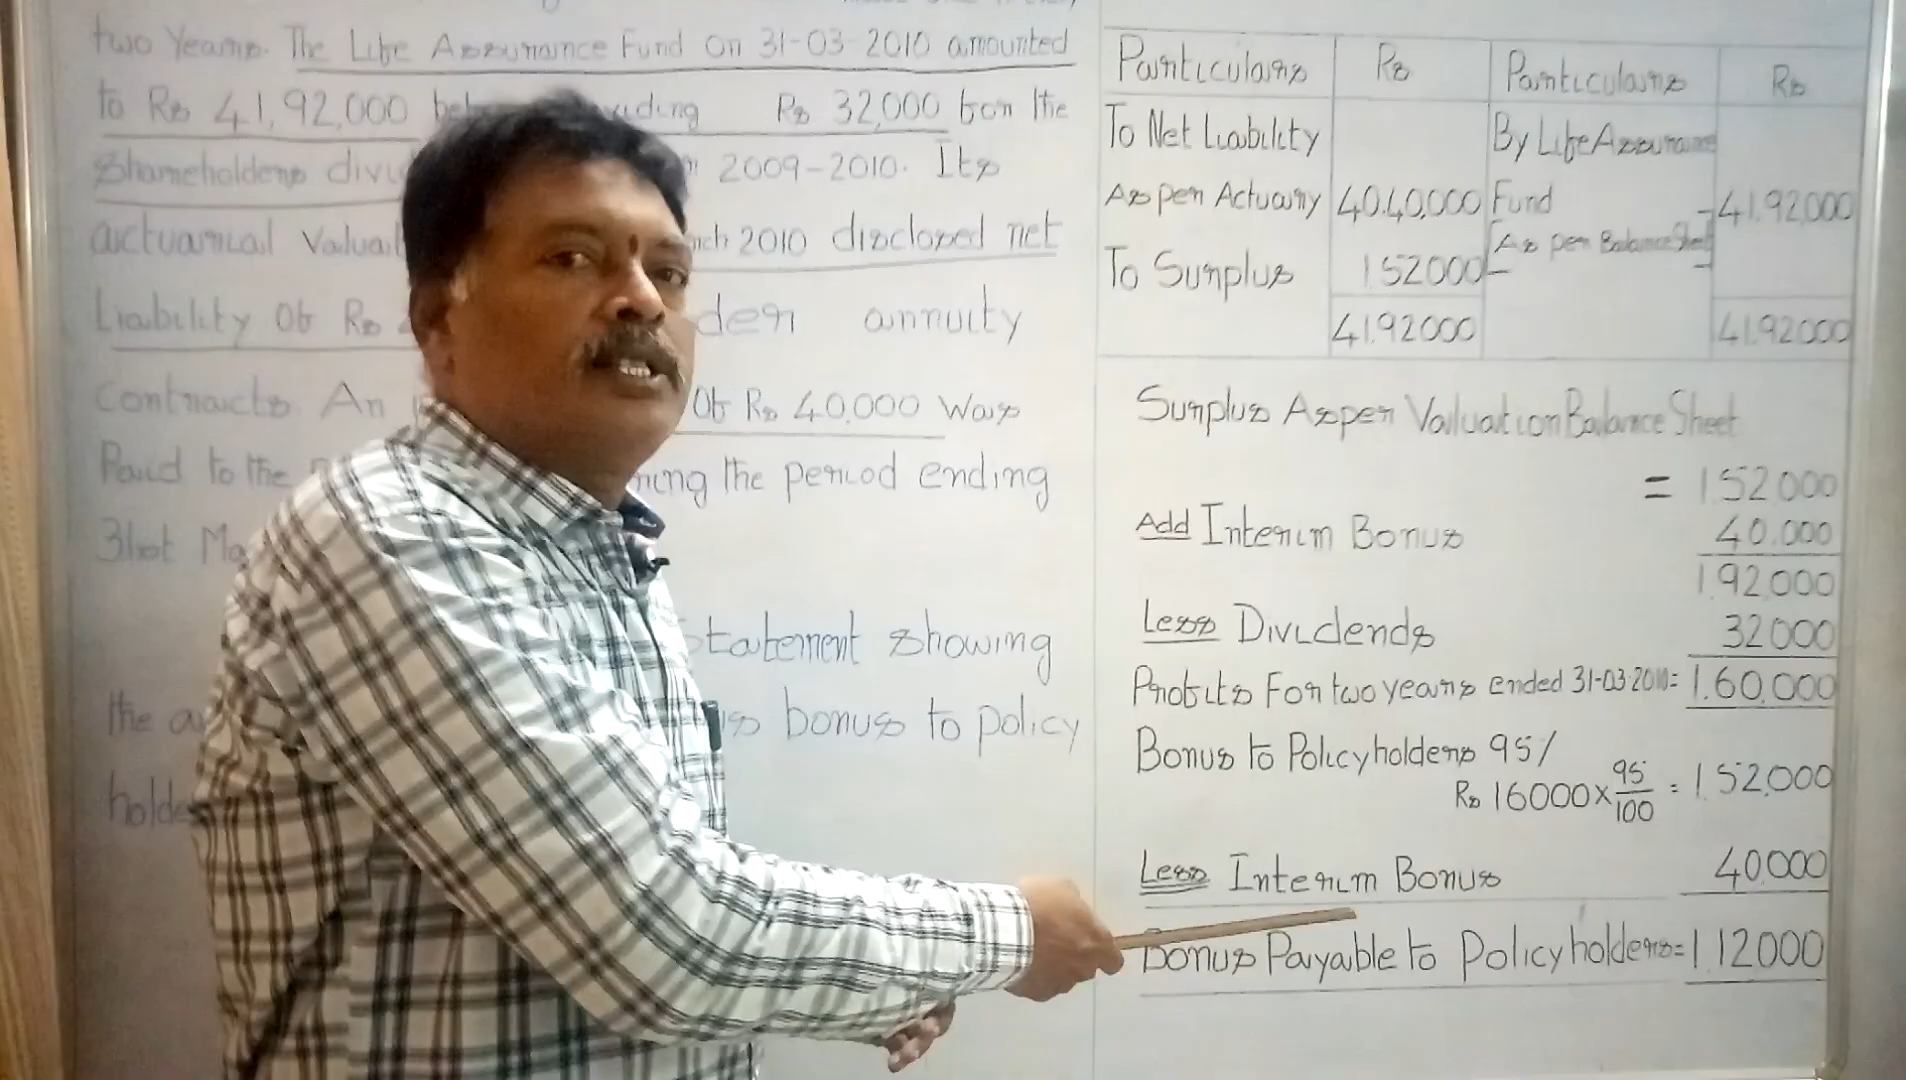 two Years. The Life Assurance Fund on 31-03-2010 amounted
to Rs 41,92,000 providing Rs 32,000 for the
Shareholders 2009-2010. Its
actuarial 2010 disclosed net
Liability Of Rs annuity
Contracts An Of Rs 40,000 Was
Paid to the the period ending
31st
Statement showing
the bonus to policy
Particulars Rs Particulars Rs
To Net Liability By Life Assurance
As per Actuary 40,40,000 Fund 41,92,000
[As per Balance Sheet]
To Surplus 1,52000
41,92000 41,92000
Surplus As per Valuation Balance Sheet
= 1,52,000
Add Interim Bonus 40,000
1,92,000
Less Dividends 32000
Profits For two years ended 31-03-2010= 1,60,000
Bonus to Policyholders 95/
Rs 16000 × 95/100 = 1,52,000
Less Interim Bonus 40,000
Bonus Payable to Policyholders= 1,12000